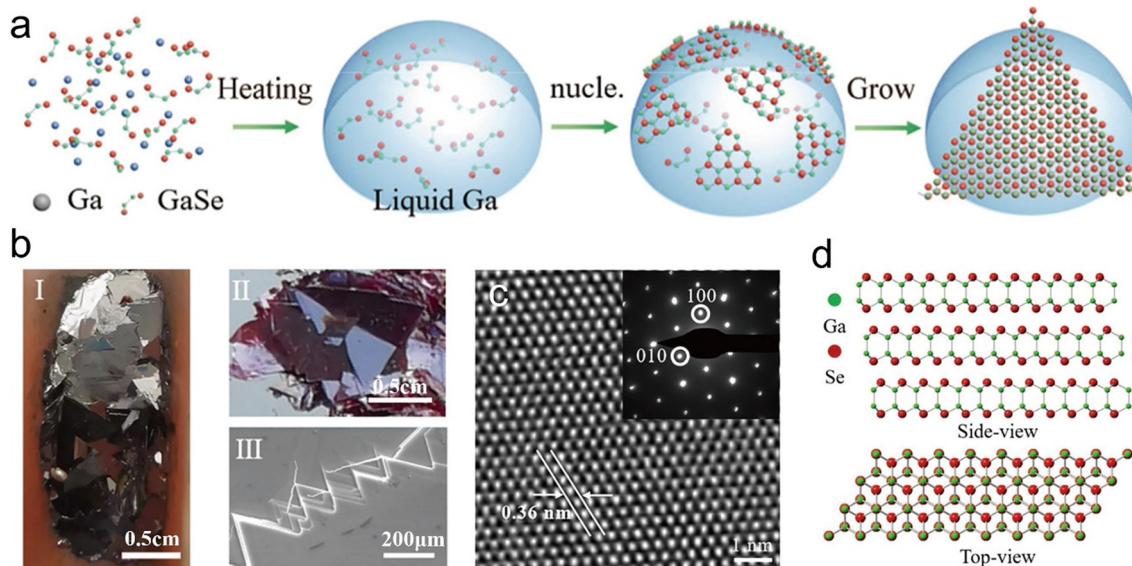 a
Heating
nucle.
Grow
Ga
GaSe
Liquid Ga
b
I
0.5cm
II
0.5cm
III
200μm
c
100
010
0.36 nm
1 nm
d
Ga
Se
Side-view
Top-view